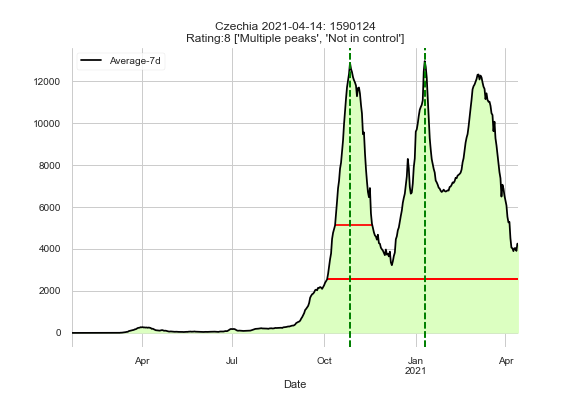 Czechia 2021-04-14: 1590124
Rating:8 ['Multiple peaks', 'Not in control']
Average-7d
12000
10000
8000
6000
4000
2000
0
Apr Jul Oct Jan Apr
2021
Date